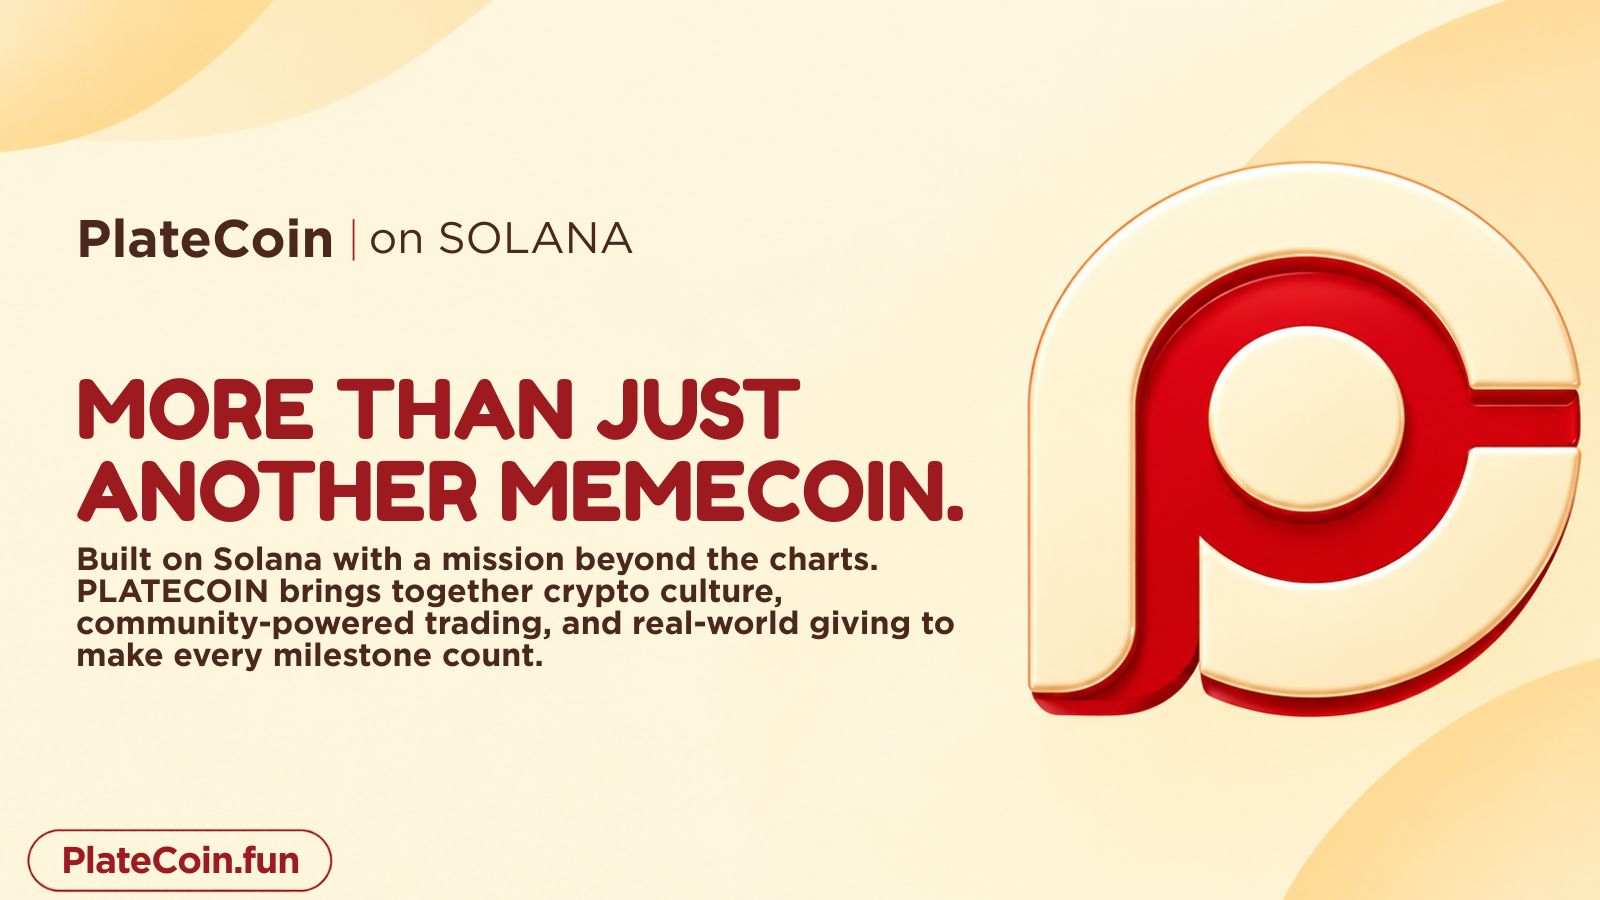 PlateCoin | on SOLANA
MORE THAN JUST
ANOTHER MEMECOIN.
Built on Solana with a mission beyond the charts.
PLATECOIN brings together crypto culture,
community-powered trading, and real-world giving to
make every milestone count.
PlateCoin.fun